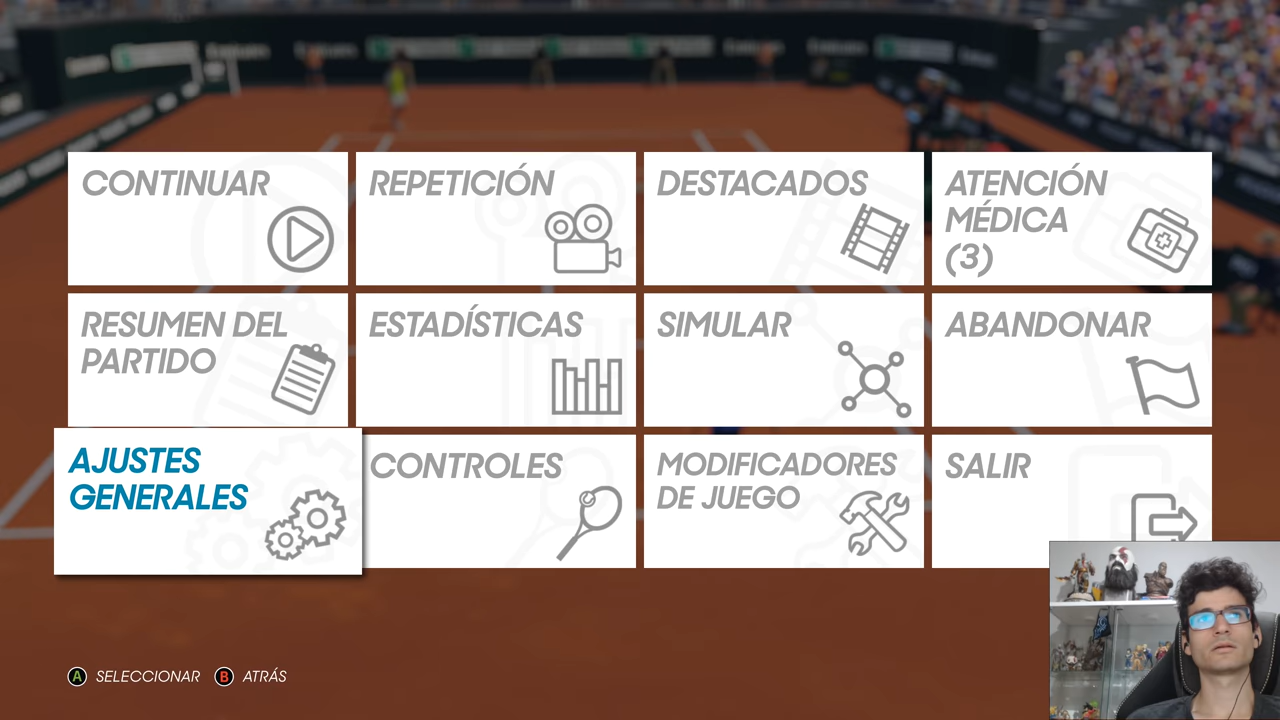 CONTINUAR
REPETICIÓN
DESTACADOS
ATENCIÓN
MÉDICA
(3)
RESUMEN DEL
PARTIDO
ESTADÍSTICAS
SIMULAR
ABANDONAR
AJUSTES
GENERALES
CONTROLES
MODIFICADORES
DE JUEGO
SALIR
A SELECCIONAR B ATRÁS